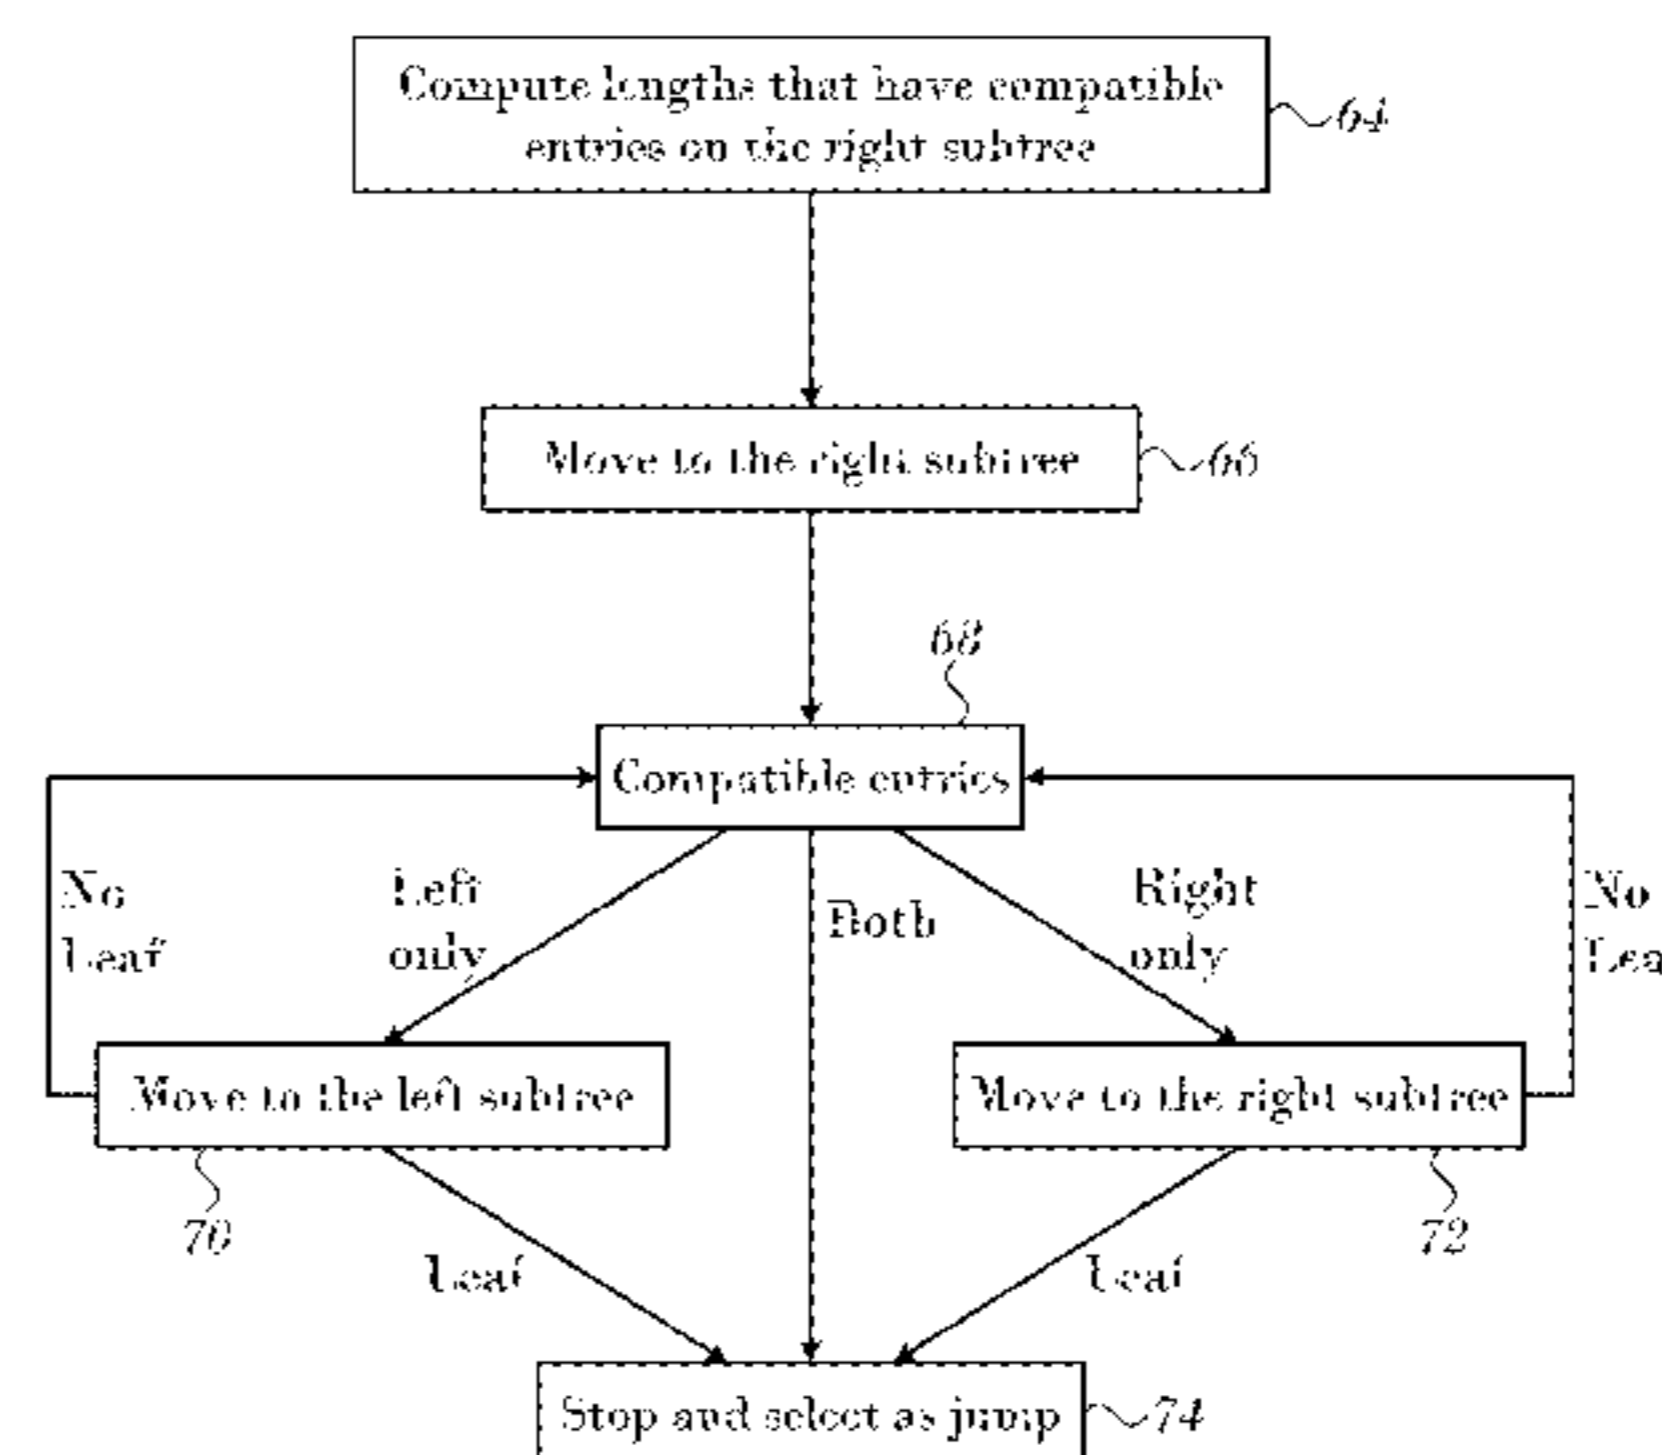 Compute lengths that have compatible
entries on the right subtree
64
Move to the right subtree
66
68
Compatible entries
No
Leaf
Left
only
Both
Right
only
No
Lea
Move to the left subtree
Move to the right subtree
70
72
Leaf
Leaf
Stop and select as jump
74